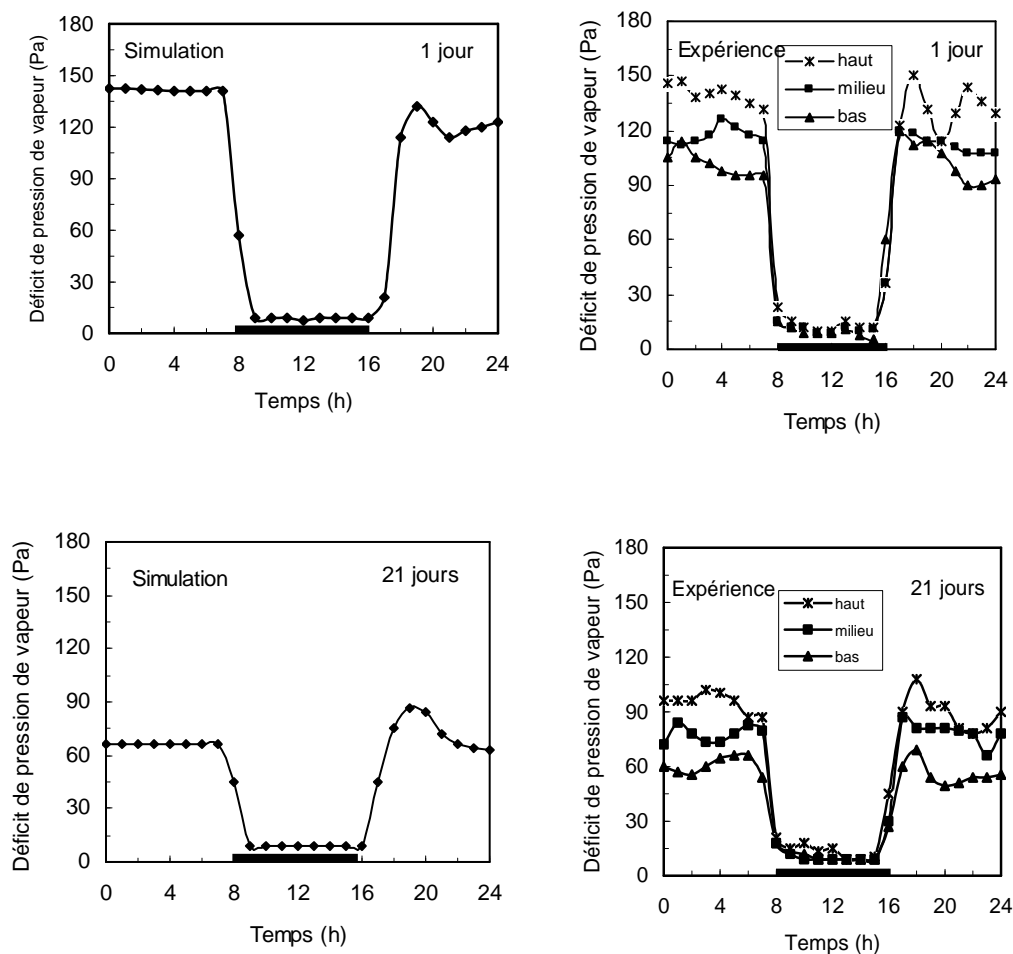 Déficit de pression de vapeur (Pa)
180
150
120
90
60
30
0
Simulation
1 jour
0 4 8 12 16 20 24
Temps (h)
Déficit de pression de vapeur (Pa)
180
150
120
90
60
30
0
Expérience
1 jour
haut
milieu
bas
0 4 8 12 16 20 24
Temps (h)
Déficit de pression de vapeur (Pa)
180
150
120
90
60
30
0
Simulation
21 jours
0 4 8 12 16 20 24
Temps (h)
Déficit de pression de vapeur (Pa)
180
150
120
90
60
30
0
Expérience
21 jours
haut
milieu
bas
0 4 8 12 16 20 24
Temps (h)